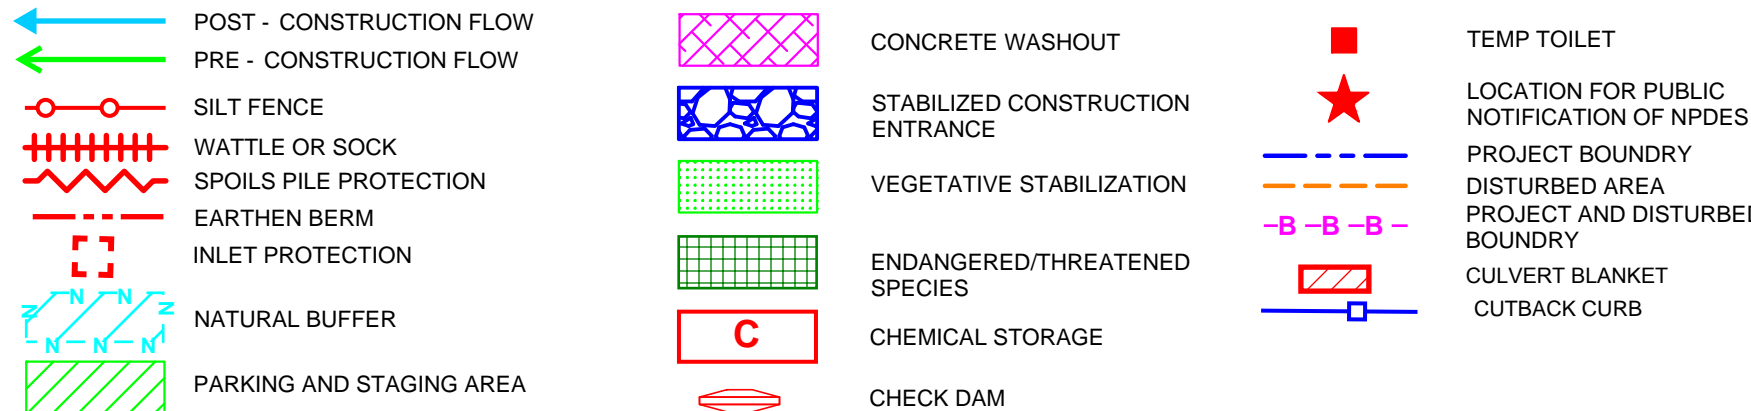 POST - CONSTRUCTION FLOW
PRE - CONSTRUCTION FLOW
SILT FENCE
WATTLE OR SOCK
SPOILS PILE PROTECTION
EARTHEN BERM
INLET PROTECTION
N N N
N N
N N N
NATURAL BUFFER
PARKING AND STAGING AREA
CONCRETE WASHOUT
STABILIZED CONSTRUCTION
ENTRANCE
VEGETATIVE STABILIZATION
ENDANGERED/THREATENED
SPECIES
C
CHEMICAL STORAGE
CHECK DAM
TEMP TOILET
LOCATION FOR PUBLIC
NOTIFICATION OF NPDES
PROJECT BOUNDRY
DISTURBED AREA
B B B
PROJECT AND DISTURBE
BOUNDRY
CULVERT BLANKET
CUTBACK CURB